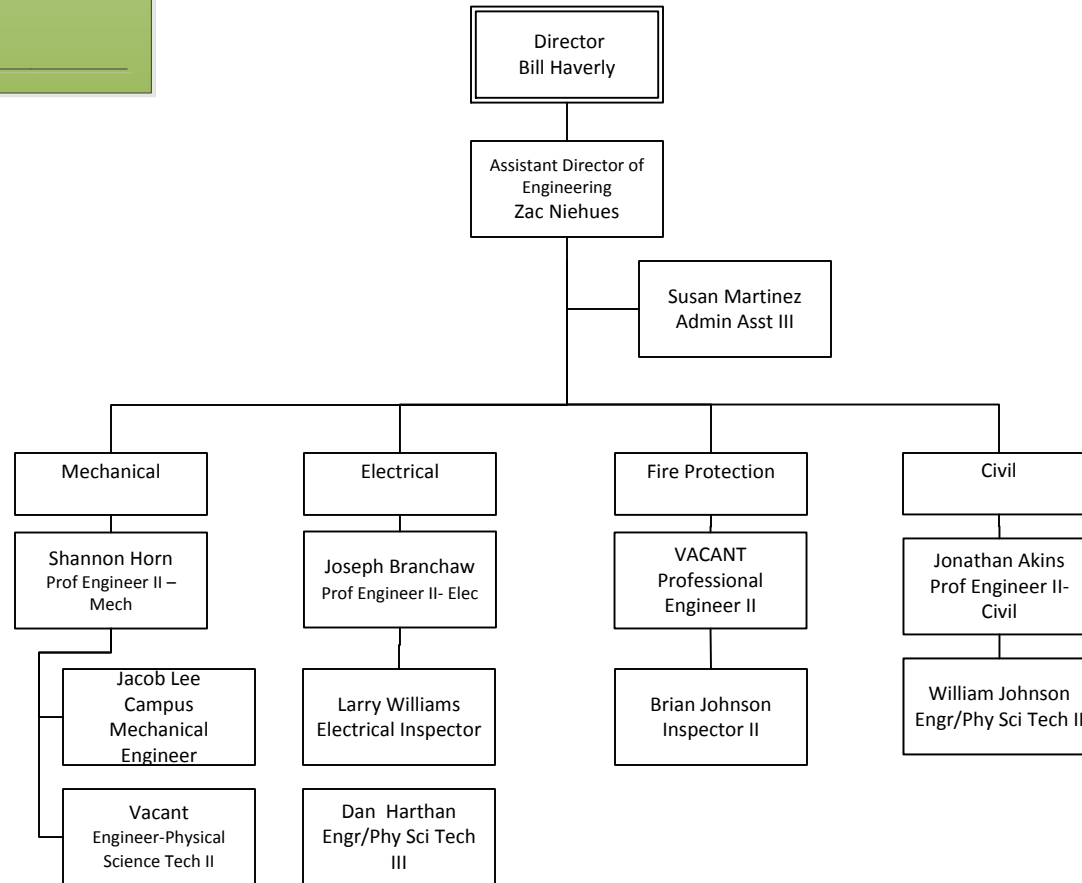 Director
Bill Haverly
Assistant Director of
Engineering
Zac Niehues
Susan Martinez
Admin Asst III
Mechanical
Electrical
Fire Protection
Civil
Shannon Horn
Prof Engineer II –
Mech
Joseph Branchaw
Prof Engineer II- Elec
VACANT
Professional
Engineer II
Jonathan Akins
Prof Engineer II-
Civil
Jacob Lee
Campus
Mechanical
Engineer
Larry Williams
Electrical Inspector
Brian Johnson
Inspector II
William Johnson
Engr/Phy Sci Tech II
Vacant
Engineer-Physical
Science Tech II
Dan Harthan
Engr/Phy Sci Tech
III